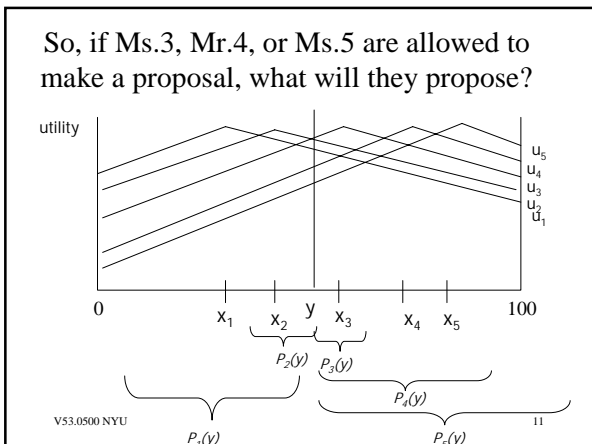 So, if Ms.3, Mr.4, or Ms.5 are allowed to
make a proposal, what will they propose?
utility
u5
u4
u3
u2
u1
0
x1
x2
y
x3
x4
x5
100
P2(y)
P3(y)
P4(y)
V53.0500 NYU
P1(y)
P5(y)
11